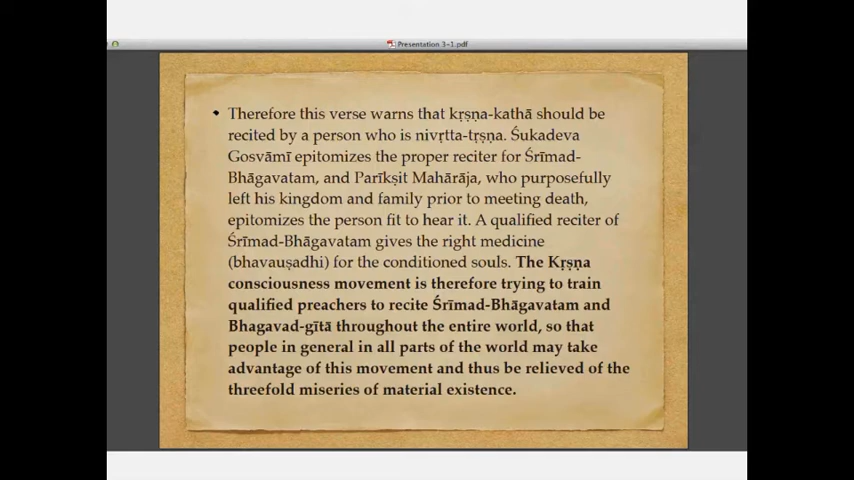 Presentation 3-1.pdf
• Therefore this verse warns that kṛṣṇa-kathā should be
recited by a person who is nivṛtta-tṛṣṇa. Śukadeva
Gosvāmī epitomizes the proper reciter for Śrīmad-
Bhāgavatam, and Parīkṣit Mahārāja, who purposefully
left his kingdom and family prior to meeting death,
epitomizes the person fit to hear it. A qualified reciter of
Śrīmad-Bhāgavatam gives the right medicine
(bhavauṣadhi) for the conditioned souls. The Kṛṣṇa
consciousness movement is therefore trying to train
qualified preachers to recite Śrīmad-Bhāgavatam and
Bhagavad-gītā throughout the entire world, so that
people in general in all parts of the world may take
advantage of this movement and thus be relieved of the
threefold miseries of material existence.